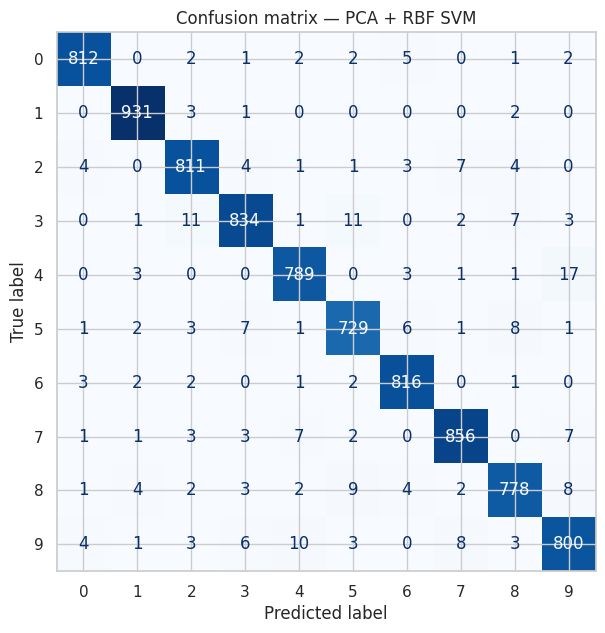 Confusion matrix — PCA + RBF SVM
True label
0 812 0 2 1 2 2 5 0 1 2
1 0 931 3 1 0 0 0 0 2 0
2 4 0 811 4 1 1 3 7 4 0
3 0 1 11 834 1 11 0 2 7 3
4 0 3 0 0 789 0 3 1 1 17
5 1 2 3 7 1 729 6 1 8 1
6 3 2 2 0 1 2 816 0 1 0
7 1 1 3 3 7 2 0 856 0 7
8 1 4 2 3 2 9 4 2 778 8
9 4 1 3 6 10 3 0 8 3 800
0 1 2 3 4 5 6 7 8 9
Predicted label